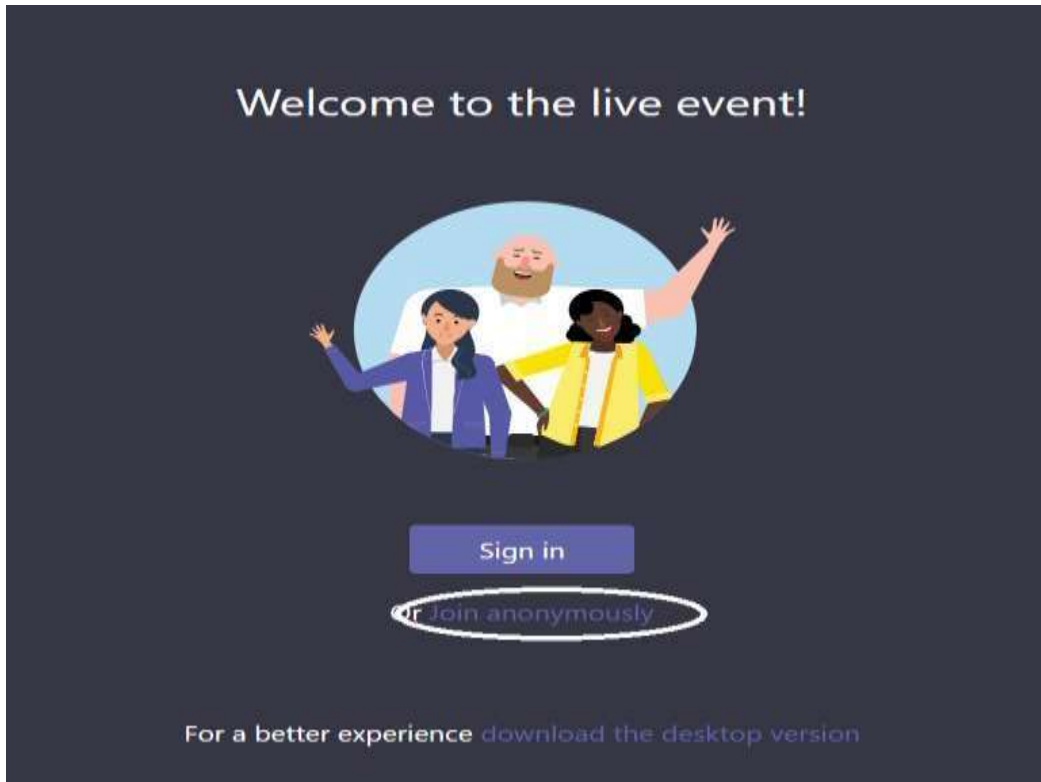 Welcome to the live event!
Sign in
Or Join anonymously
For a better experience download the desktop version